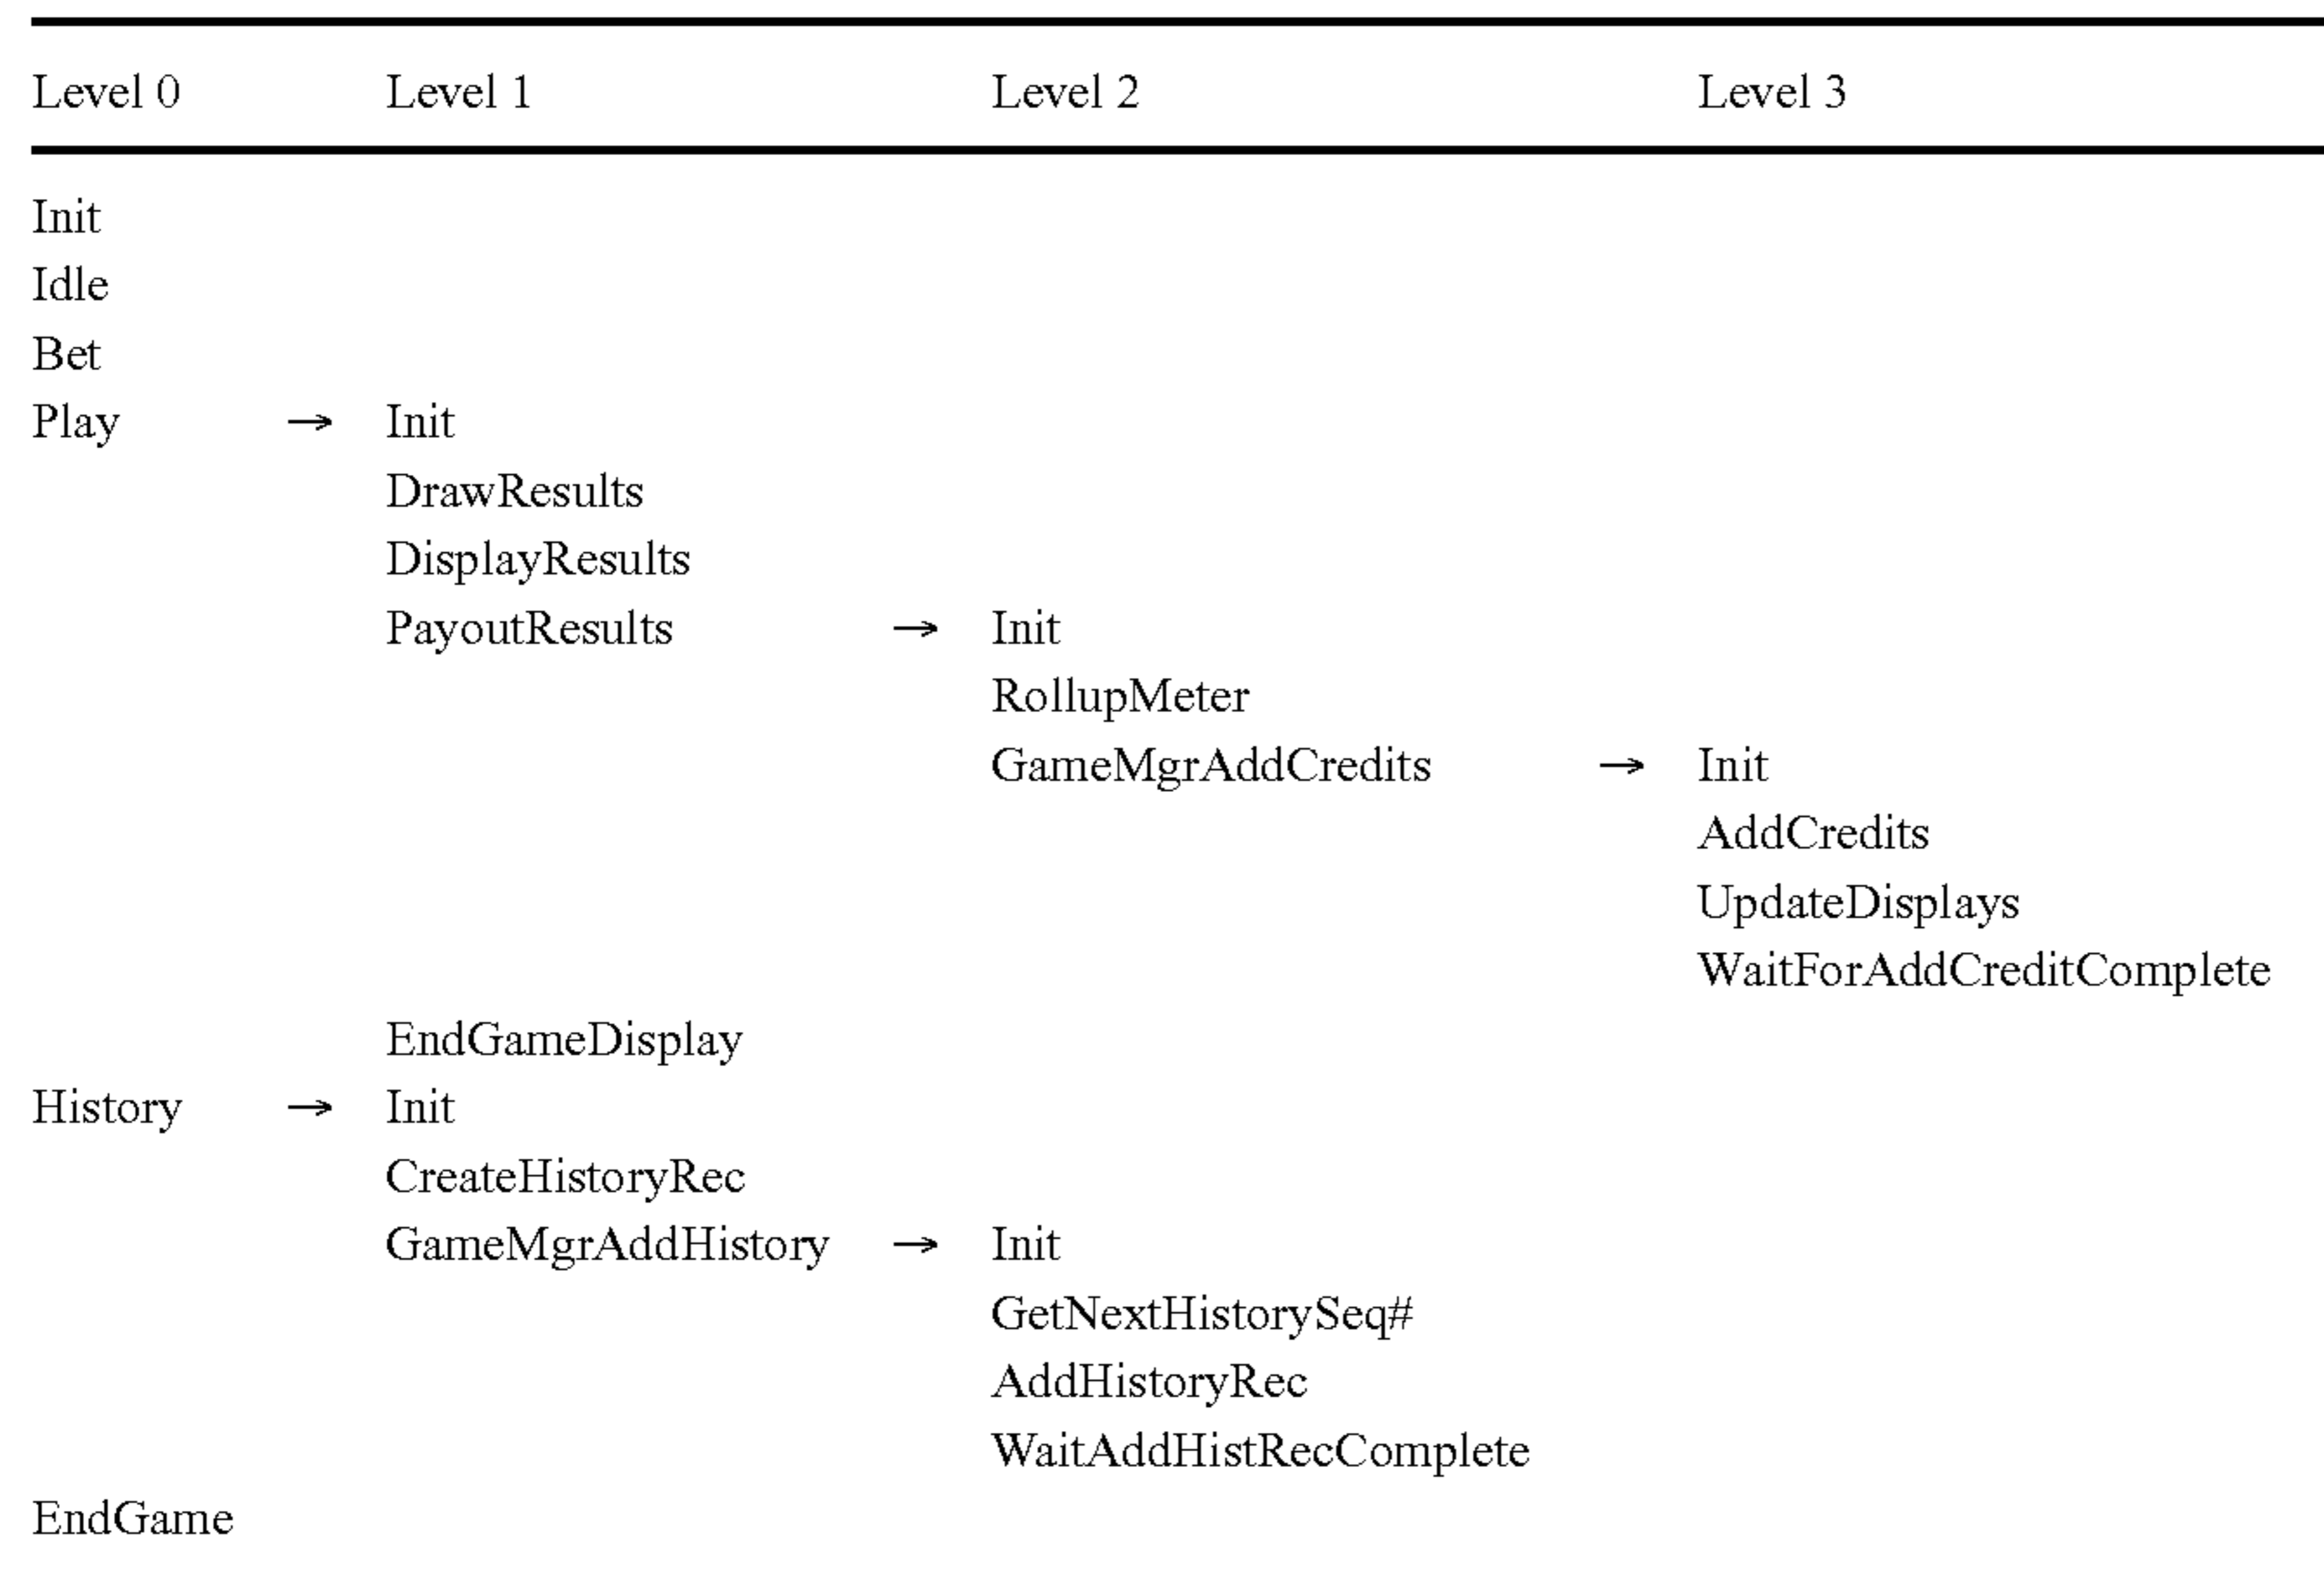 Level 0 Level 1 Level 2 Level 3
Init
Idle
Bet
Play → Init
DrawResults
DisplayResults
PayoutResults → Init
RollupMeter
GameMgrAddCredits → Init
AddCredits
UpdateDisplays
WaitForAddCreditComplete
EndGameDisplay
History → Init
CreateHistoryRec
GameMgrAddHistory → Init
GetNextHistorySeq#
AddHistoryRec
WaitAddHistRecComplete
EndGame